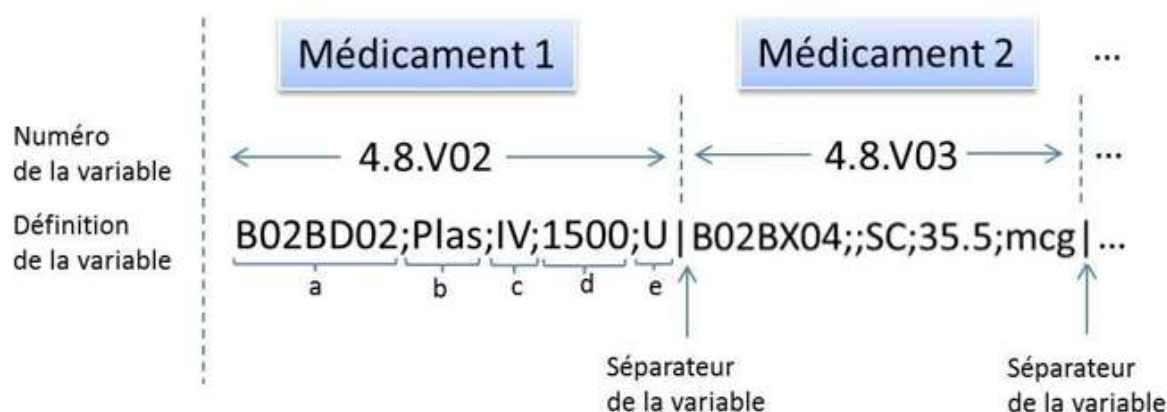 Médicament 1 Médicament 2 ...
Numéro
de la variable
4.8.V02 4.8.V03 ...
Définition
de la variable
B02BD02;Plas;IV;1500;U|B02BX04;;SC;35.5;mcg|...
a b c d e
Séparateur
de la variable
Séparateur
de la variable